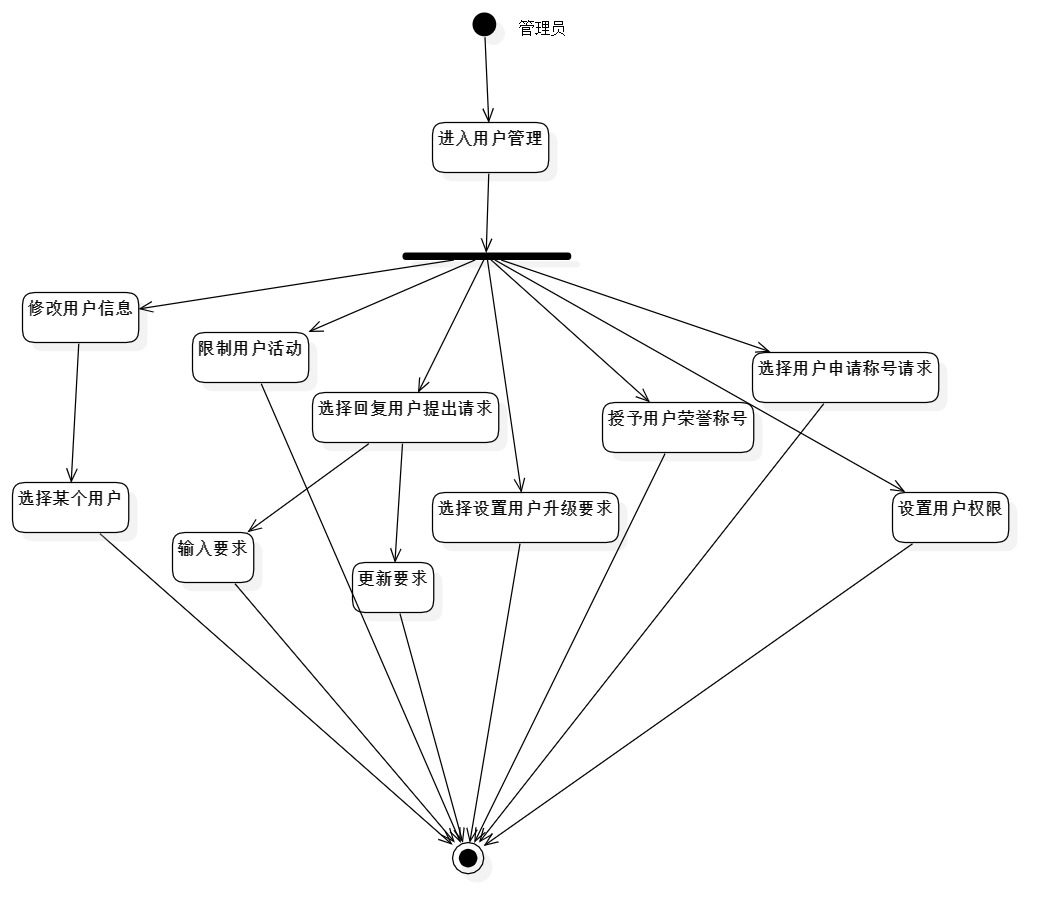 管理员
进入用户管理
修改用户信息
限制用户活动
选择用户申请称号请求
选择回复用户提出请求
授予用户荣誉称号
选择某个用户
选择设置用户升级要求
设置用户权限
输入要求
更新要求